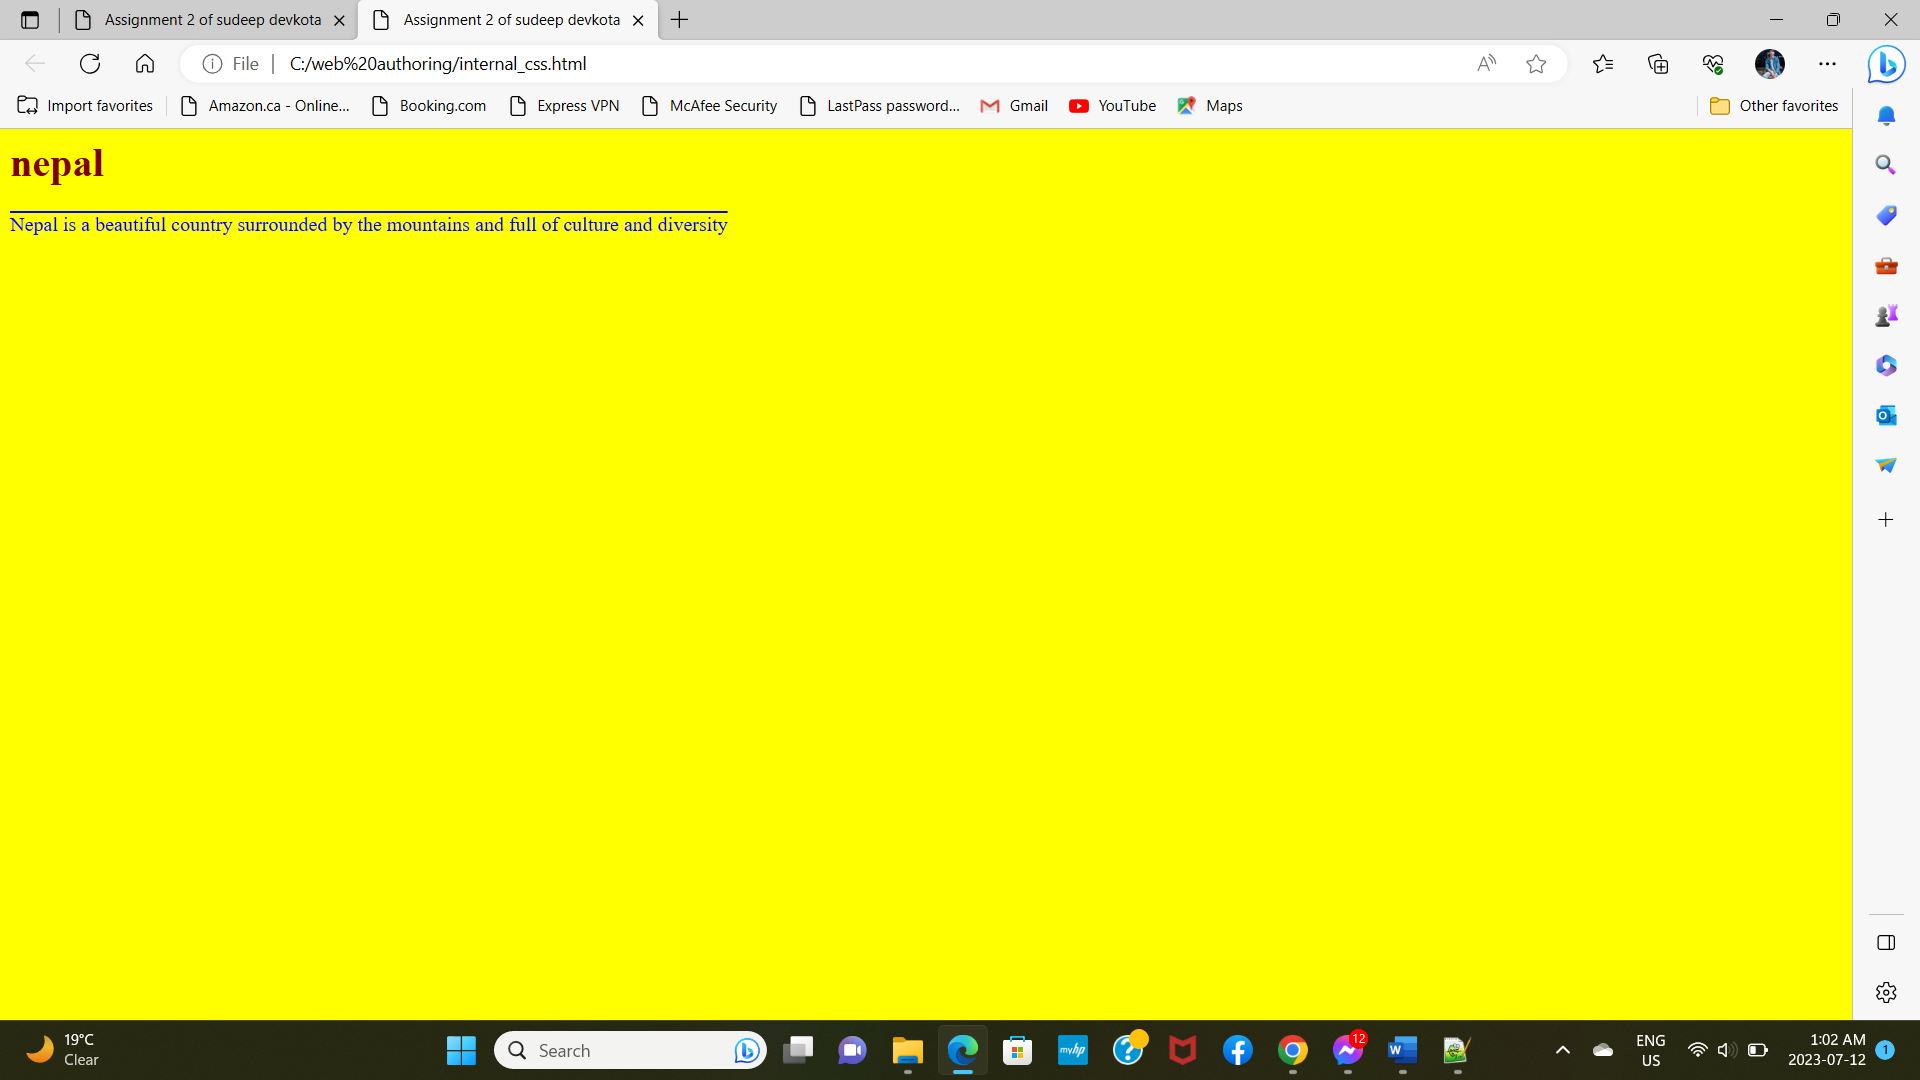 Assignment 2 of sudeep devkota
Assignment 2 of sudeep devkota
File
C:/web%20authoring/internal_css.html
Import favorites
Amazon.ca - Online...
Booking.com
Express VPN
McAfee Security
LastPass password...
Gmail
YouTube
Maps
Other favorites
nepal
Nepal is a beautiful country surrounded by the mountains and full of culture and diversity
19°C
Clear
Search
myhp
12
ENG
US
1:02 AM
2023-07-12
1